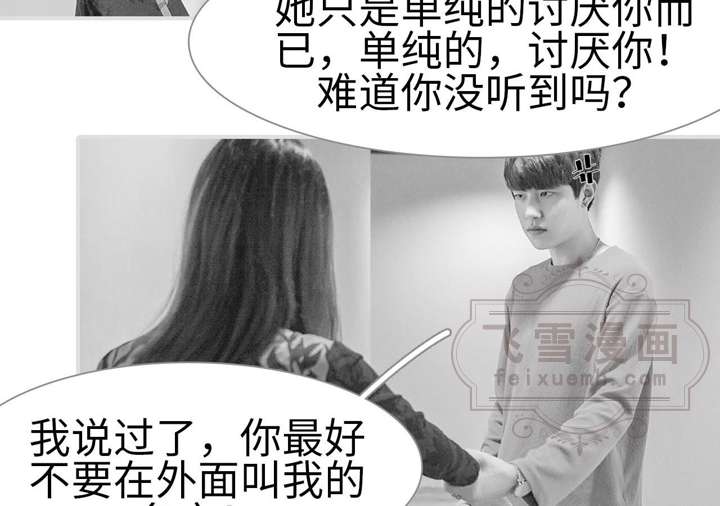 她只是单纯的讨厌你而
已，单纯的，讨厌你！
难道你没听到吗？
飞雪漫画
feixuemh.com
我说过了，你最好
不要在外面叫我的